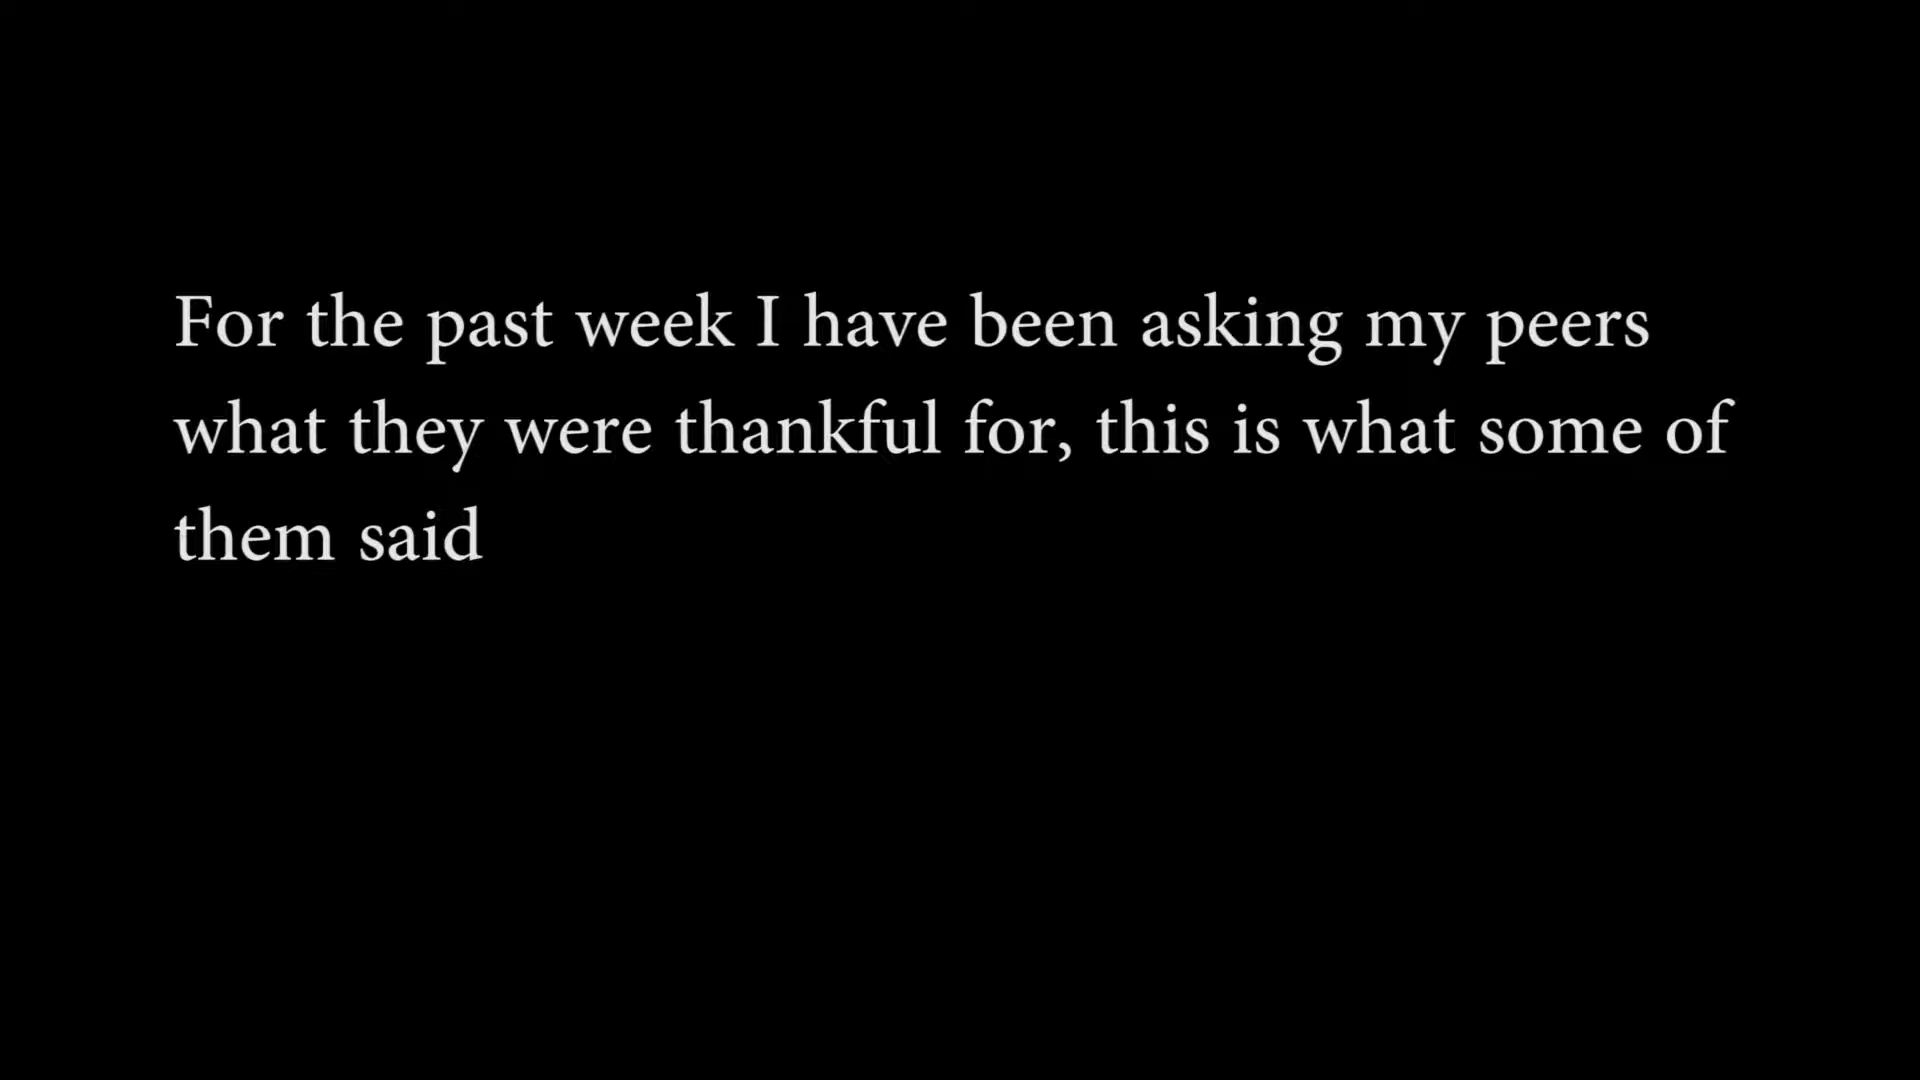 For the past week I have been asking my peers
what they were thankful for, this is what some of
them said